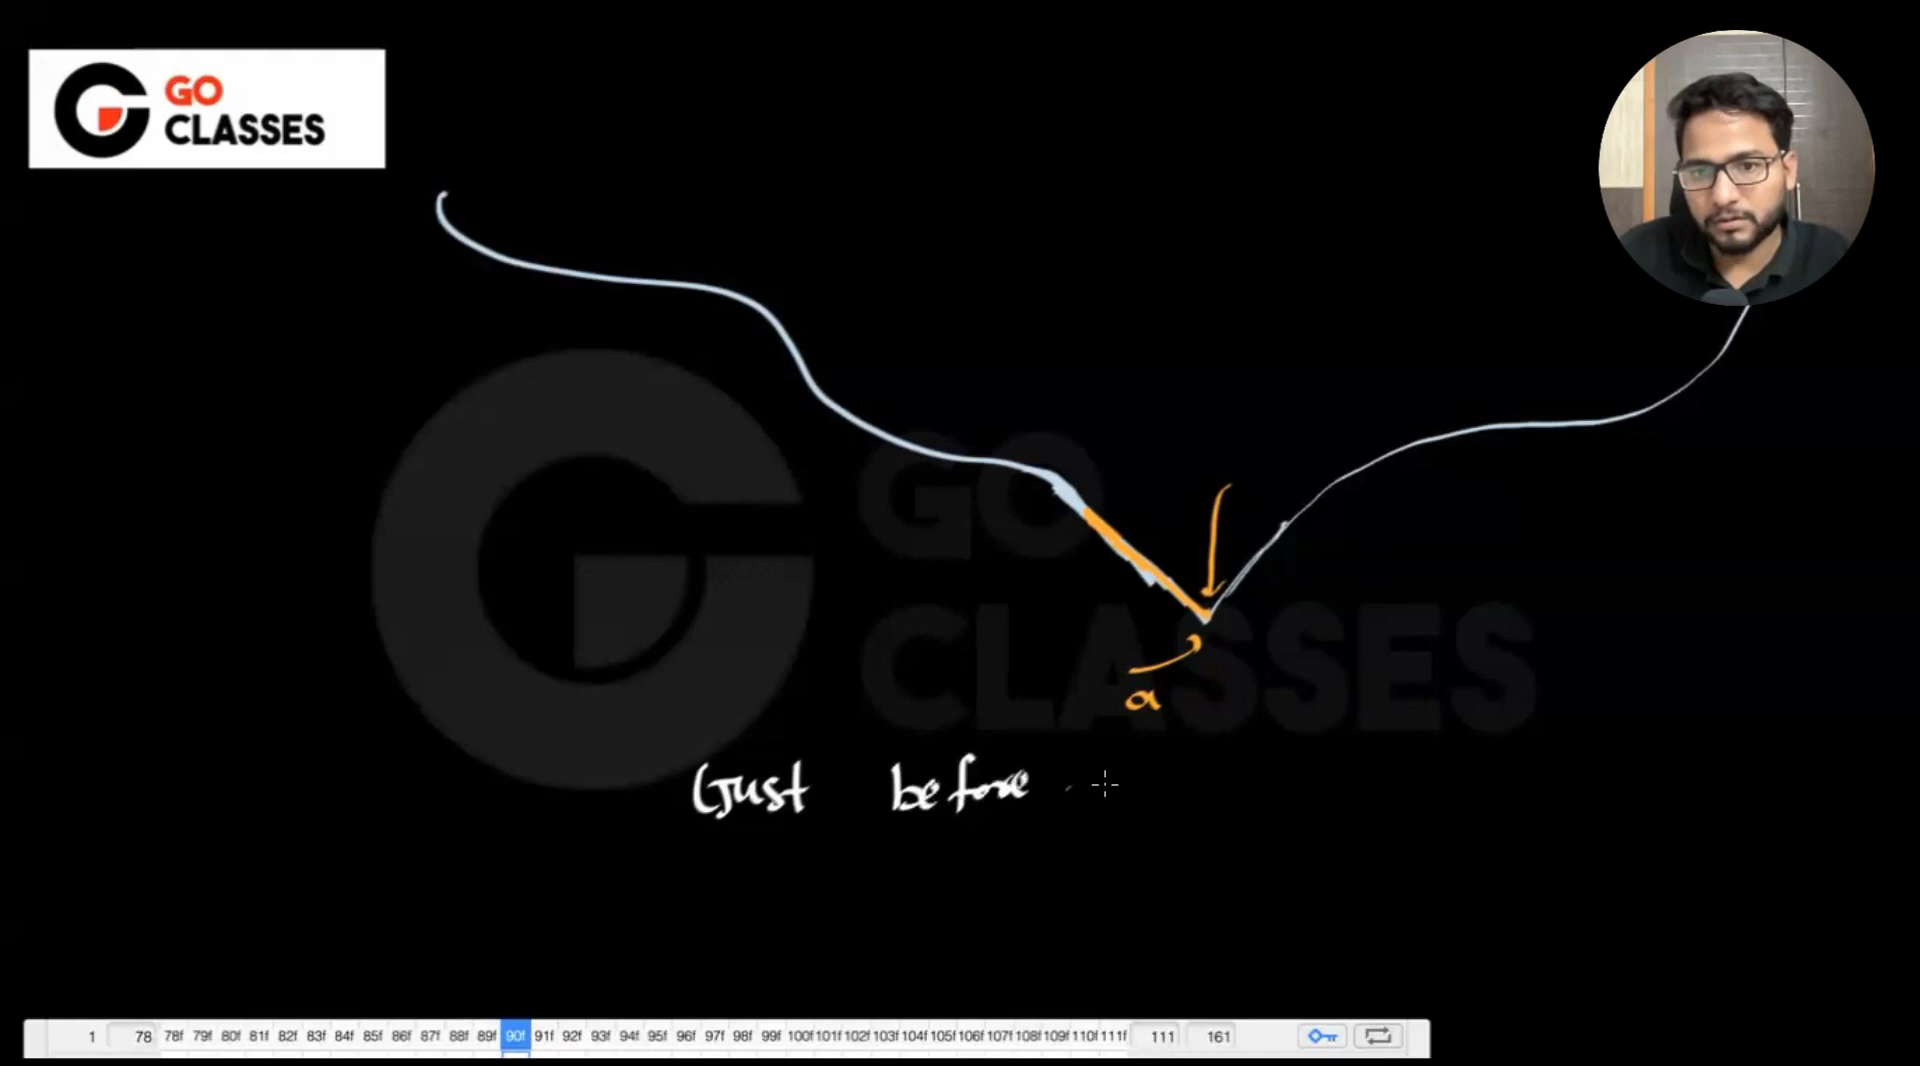 GO
CLASSES
GO
CLASSES
a
(Just before
1 78 78f 79f 80f 81f 82f 83f 84f 85f 86f 87f 88f 89f 90f 91f 92f 93f 94f 95f 96f 97f 98f 99f 100f 101f 102f 103f 104f 105f 106f 107f 108f 109f 110f 111f 111 161